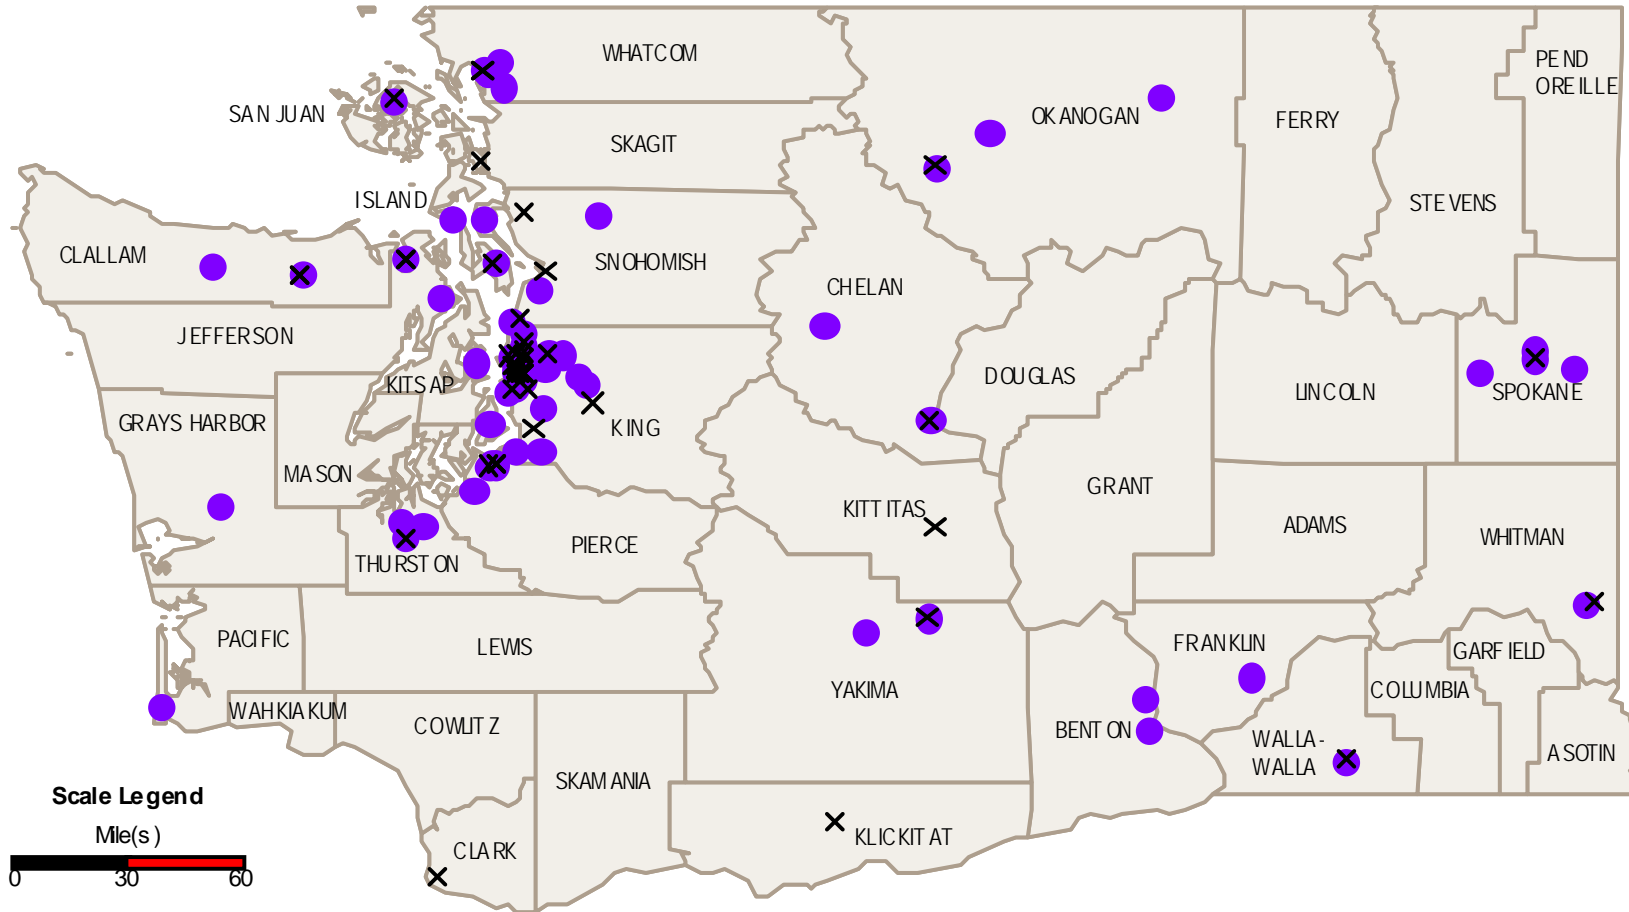 WHATCOM
PEND
OREILLE
SAN JUAN
OKANOGAN
FERRY
SKAGIT
ISLAND
STEVENS
CLALLAM
SNOHOMISH
CHELAN
JEFFERSON
DOUGLAS
KITSAP
LINCOLN
SPOKANE
GRAYS HARBOR
KING
MASON
GRANT
KITTITAS
ADAMS
WHITMAN
PIERCE
THURSTON
PACIFIC
LEWIS
FRANKLIN
GARFIELD
YAKIMA
COLUMBIA
WAHKIAKUM
COWLITZ
BENTON
WALLA-
WALLA
ASOTIN
SKAMANIA
Scale Legend
Mile(s)
KLICKITAT
CLARK
0 30 60